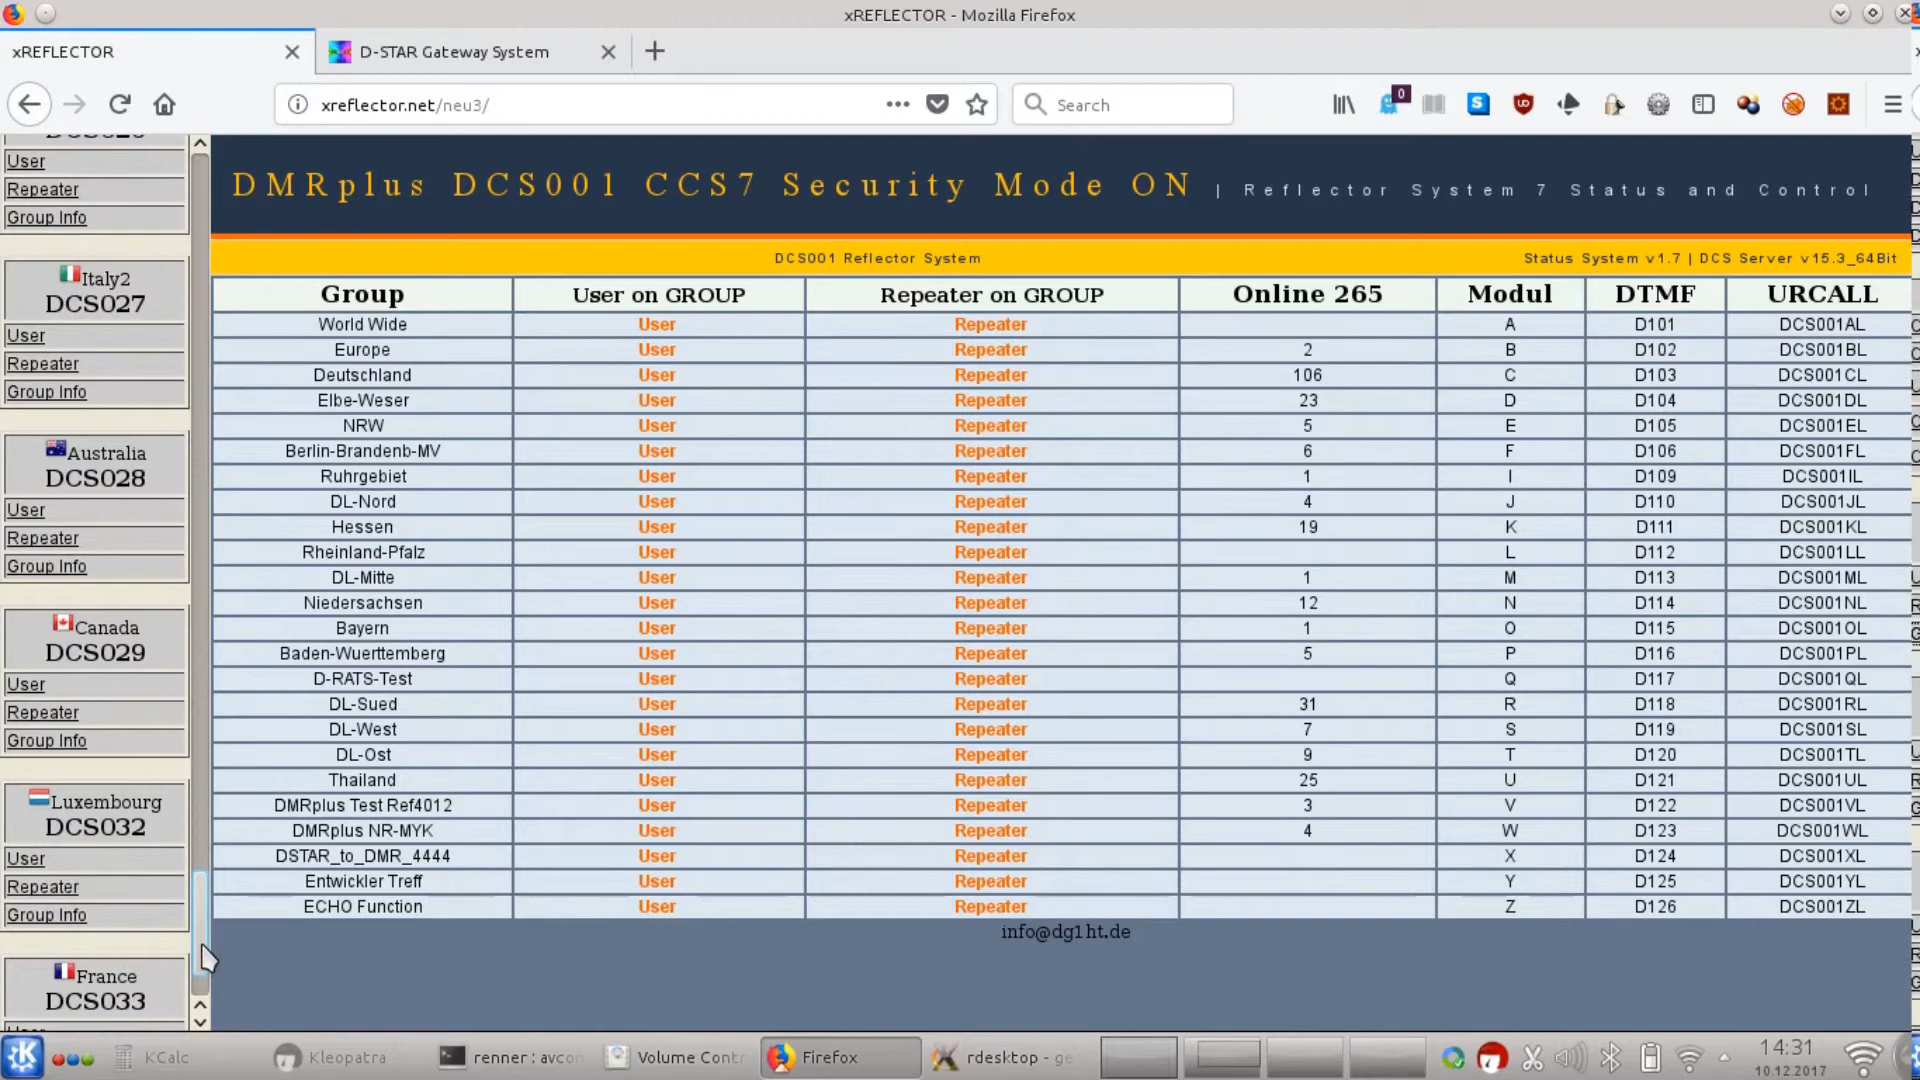 xREFLECTOR - Mozilla Firefox
xREFLECTOR
D-STAR Gateway System
xreflector.net/neu3/
Search
0
User
Repeater
Group Info
Italy2
DCS027
User
Repeater
Group Info
Australia
DCS028
User
Repeater
Group Info
Canada
DCS029
User
Repeater
Group Info
Luxembourg
DCS032
User
Repeater
Group Info
France
DCS033
DMRplus DCS001 CCS7 Security Mode ON | Reflector System 7 Status and Control
DCS001 Reflector System Status System v1.7 | DCS Server v15.3_64Bit
Group User on GROUP Repeater on GROUP Online 265 Modul DTMF URCALL
World Wide User Repeater A D101 DCS001AL
Europe User Repeater 2 B D102 DCS001BL
Deutschland User Repeater 106 C D103 DCS001CL
Elbe-Weser User Repeater 23 D D104 DCS001DL
NRW User Repeater 5 E D105 DCS001EL
Berlin-Brandenb-MV User Repeater 6 F D106 DCS001FL
Ruhrgebiet User Repeater 1 I D109 DCS001IL
DL-Nord User Repeater 4 J D110 DCS001JL
Hessen User Repeater 19 K D111 DCS001KL
Rheinland-Pfalz User Repeater L D112 DCS001LL
DL-Mitte User Repeater 1 M D113 DCS001ML
Niedersachsen User Repeater 12 N D114 DCS001NL
Bayern User Repeater 1 O D115 DCS001OL
Baden-Wuerttemberg User Repeater 5 P D116 DCS001PL
D-RATS-Test User Repeater Q D117 DCS001QL
DL-Sued User Repeater 31 R D118 DCS001RL
DL-West User Repeater 7 S D119 DCS001SL
DL-Ost User Repeater 9 T D120 DCS001TL
Thailand User Repeater 25 U D121 DCS001UL
DMRplus Test Ref4012 User Repeater 3 V D122 DCS001VL
DMRplus NR-MYK User Repeater 4 W D123 DCS001WL
DSTAR_to_DMR_4444 User Repeater X D124 DCS001XL
Entwickler Treff User Repeater Y D125 DCS001YL
ECHO Function User Repeater Z D126 DCS001ZL
info@dg1ht.de
KCalc
Kleopatra
renner : avcon
Volume Contr
Firefox
rdesktop - ge
14:31
10.12.2017